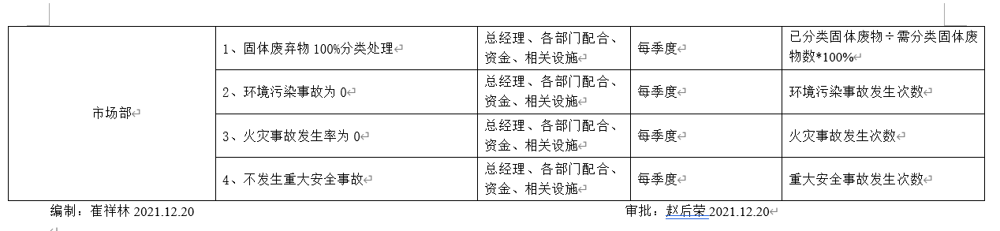 市场部
1、固体废弃物 100%分类处理
总经理、各部门配合、
资金、相关设施
每季度
已分类固体废物÷需分类固体废
物数*100%
2、环境污染事故为 0
总经理、各部门配合、
资金、相关设施
每季度
环境污染事故发生次数
3、火灾事故发生率为 0
总经理、各部门配合、
资金、相关设施
每季度
火灾事故发生次数
4、不发生重大安全事故
总经理、各部门配合、
资金、相关设施
每季度
重大安全事故发生次数
编制：崔祥林 2021.12.20
审批：赵后荣 2021.12.20